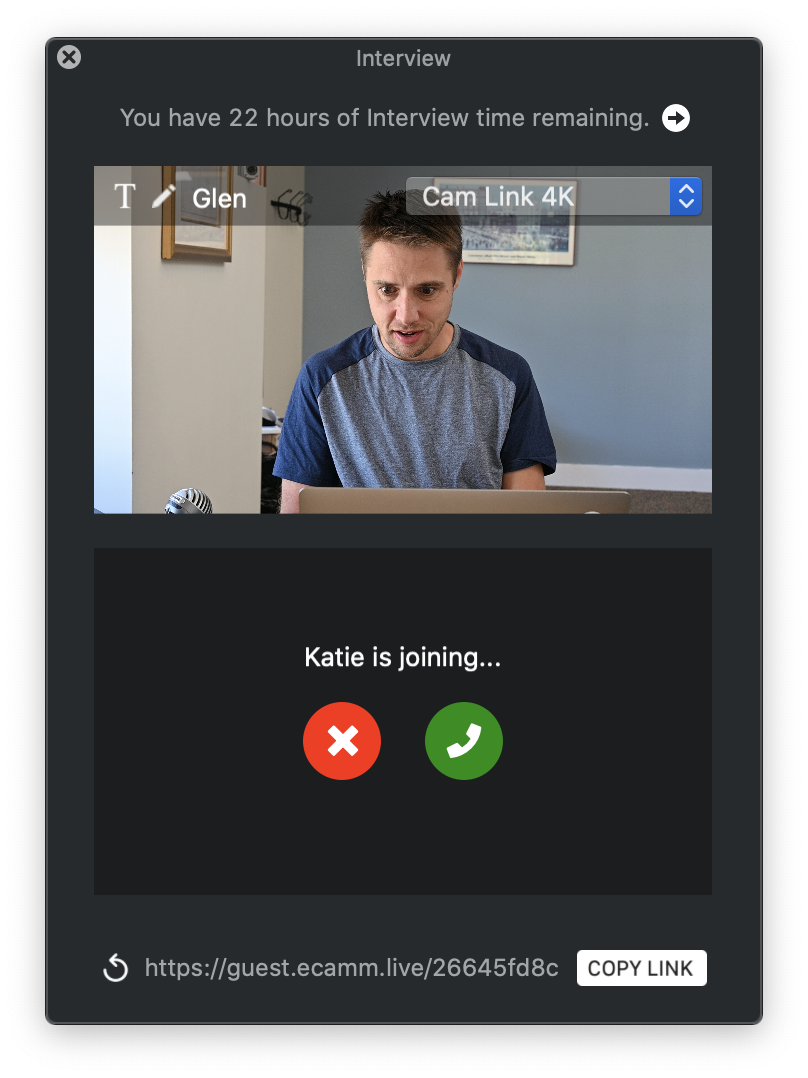 Interview
You have 22 hours of Interview time remaining.
T Glen
Cam Link 4K
Katie is joining...
https://guest.ecamm.live/26645fd8c
COPY LINK